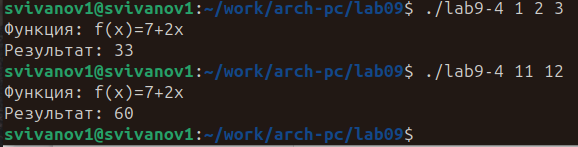 svivanov1@svivanov1:~/work/arch-pc/lab09$ ./lab9-4 1 2 3
Функция: f(x)=7+2x
Результат: 33
svivanov1@svivanov1:~/work/arch-pc/lab09$ ./lab9-4 11 12
Функция: f(x)=7+2x
Результат: 60
svivanov1@svivanov1:~/work/arch-pc/lab09$